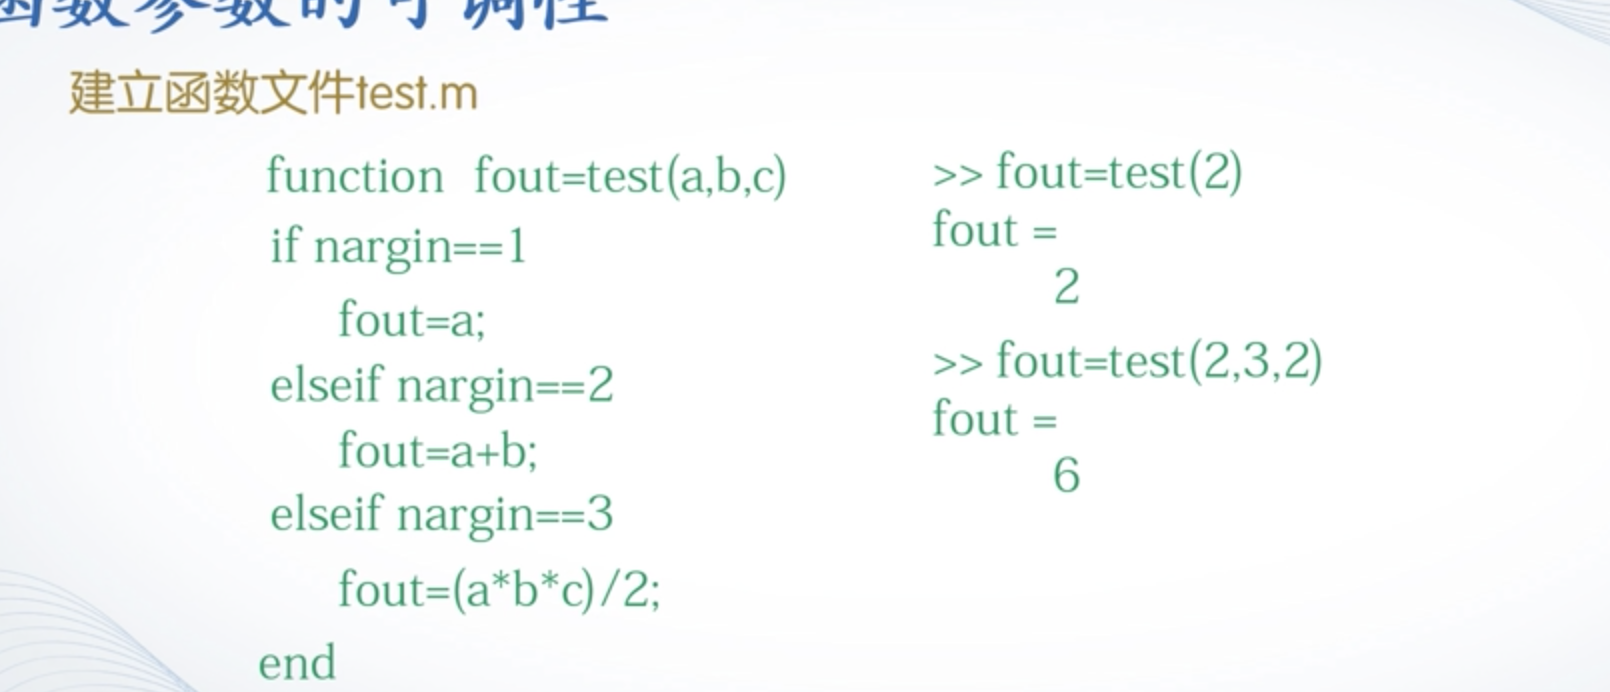 函数参数的可调性
建立函数文件test.m
function fout=test(a,b,c)
if nargin==1
fout=a;
elseif nargin==2
fout=a+b;
elseif nargin==3
fout=(a*b*c)/2;
end
>> fout=test(2)
fout =
2
>> fout=test(2,3,2)
fout =
6